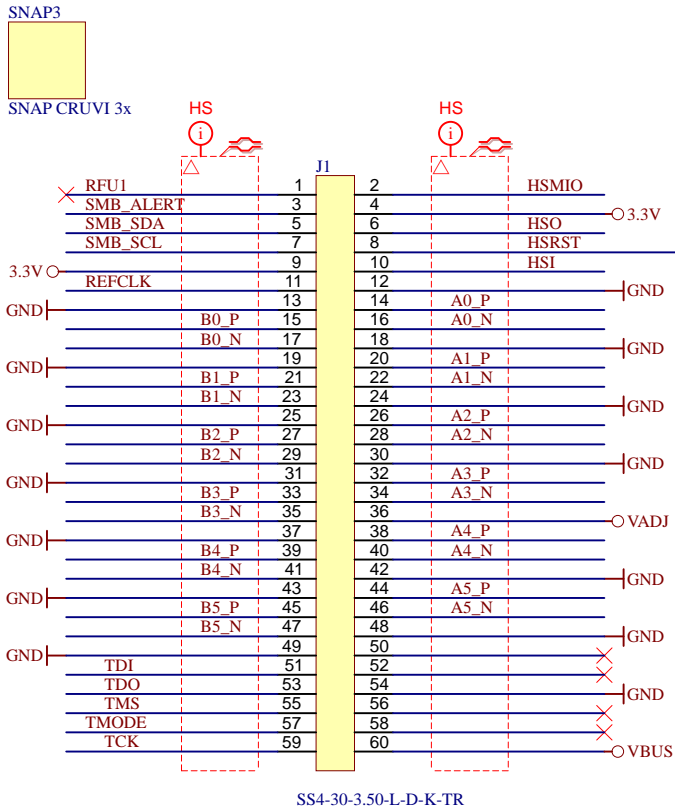 SNAP3
SNAP CRUVI 3x
HS HS
i i
J1
RFU1 1 2 HSMIO
SMB_ALERT 3 4 3.3V
SMB_SDA 5 6 HSO
SMB_SCL 7 8 HSRST
3.3V 9 10 HSI
REFCLK 11 12 GND
GND 13 14 A0_P
B0_P 15 16 A0_N
B0_N 17 18 GND
GND 19 20 A1_P
B1_P 21 22 A1_N
B1_N 23 24 GND
GND 25 26 A2_P
B2_P 27 28 A2_N
B2_N 29 30 GND
GND 31 32 A3_P
B3_P 33 34 A3_N
B3_N 35 36 VADJ
GND 37 38 A4_P
B4_P 39 40 A4_N
B4_N 41 42 GND
GND 43 44 A5_P
B5_P 45 46 A5_N
B5_N 47 48 GND
GND 49 50
TDI 51 52
TDO 53 54 GND
TMS 55 56
TMODE 57 58
TCK 59 60 VBUS
SS4-30-3.50-L-D-K-TR